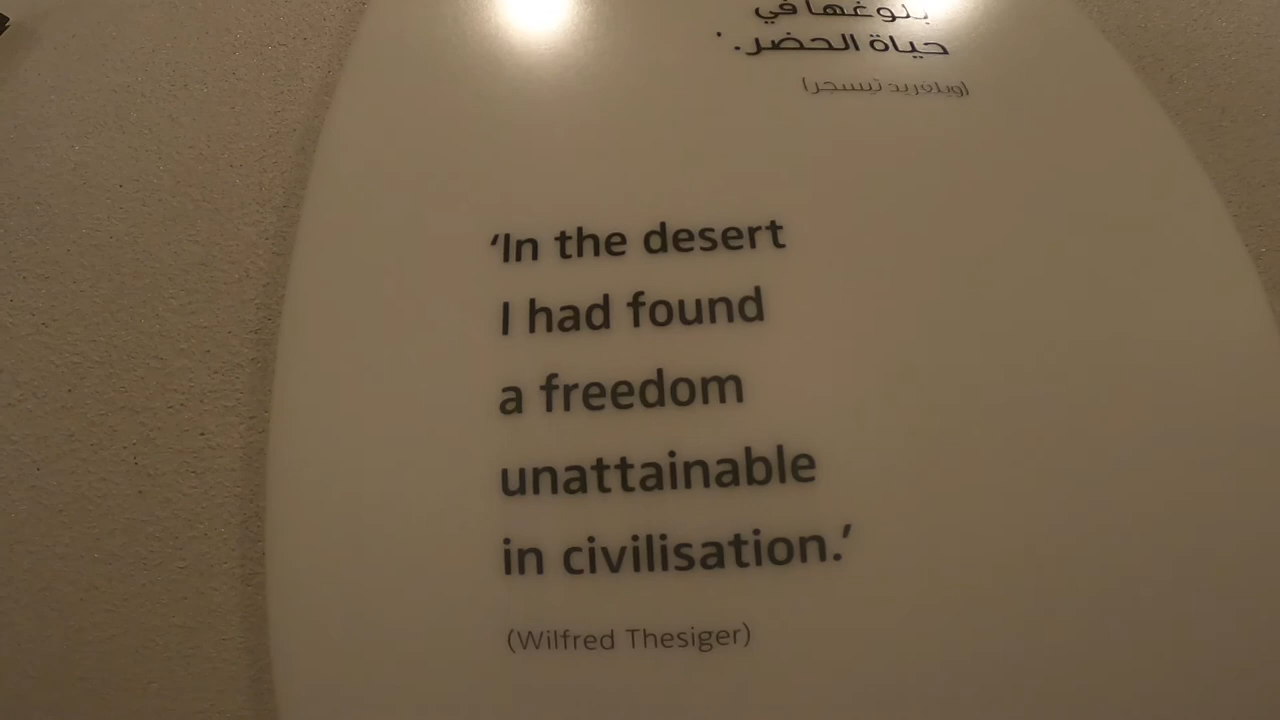 بلوغها في
حياة الحضر.'
(ويلفريد ثيسجر)
‘In the desert
I had found
a freedom
unattainable
in civilisation.’
(Wilfred Thesiger)